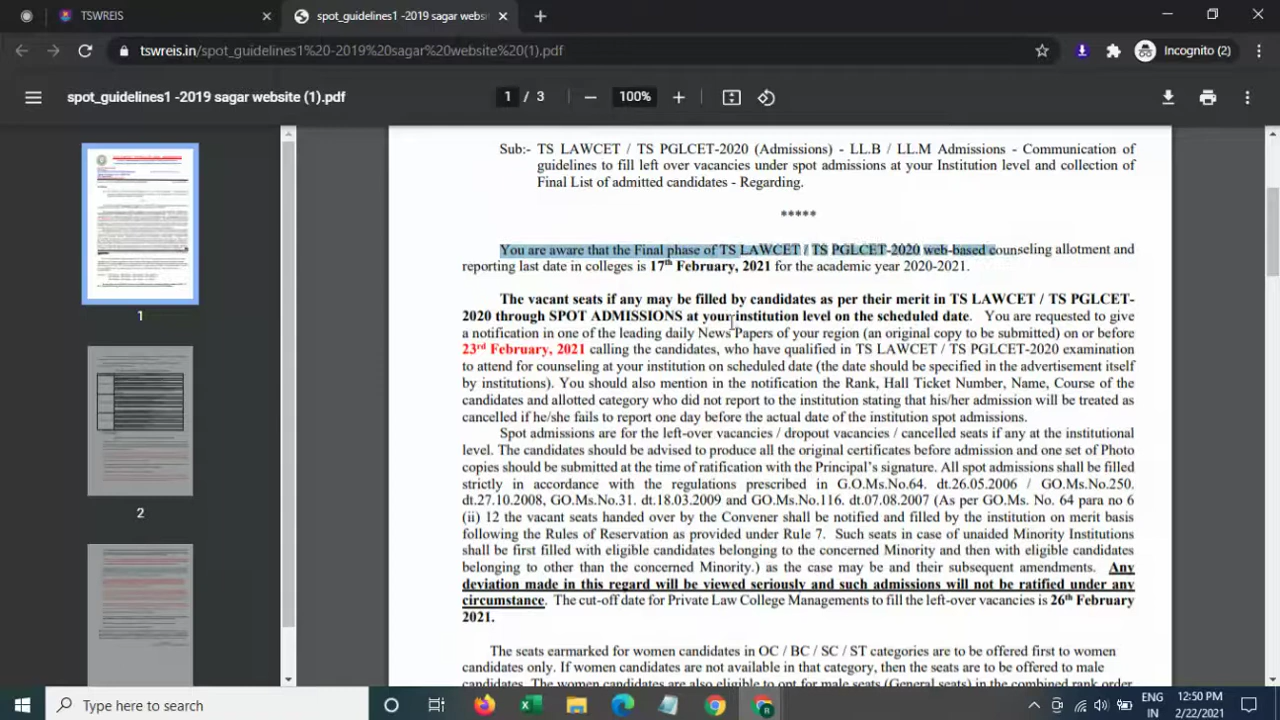 TSWREIS
spot_guidelines1 -2019 sagar webs
tswreis.in/spot_guidelines1%20-2019%20sagar%20website%20(1).pdf
Incognito (2)
spot_guidelines1 -2019 sagar website (1).pdf
1 / 3
100%
1
2
Sub:- TS LAWCET / TS PGLCET-2020 (Admissions) - LL.B / LL.M Admissions - Communication of
guidelines to fill left over vacancies under spot admissions at your Institution level and collection of
Final List of admitted candidates - Regarding.
*****
You are aware that the Final phase of TS LAWCET / TS PGLCET-2020 web-based counseling allotment and
reporting last date in colleges is 17th February, 2021 for the academic year 2020-2021.
The vacant seats if any may be filled by candidates as per their merit in TS LAWCET / TS PGLCET-
2020 through SPOT ADMISSIONS at your institution level on the scheduled date. You are requested to give
a notification in one of the leading daily News Papers of your region (an original copy to be submitted) on or before
23rd February, 2021 calling the candidates, who have qualified in TS LAWCET / TS PGLCET-2020 examination
to attend for counseling at your institution on scheduled date (the date should be specified in the advertisement itself
by institutions). You should also mention in the notification the Rank, Hall Ticket Number, Name, Course of the
candidates and allotted category who did not report to the institution stating that his/her admission will be treated as
cancelled if he/she fails to report one day before the actual date of the institution spot admissions.
Spot admissions are for the left-over vacancies / dropout vacancies / cancelled seats if any at the institutional
level. The candidates should be advised to produce all the original certificates before admission and one set of Photo
copies should be submitted at the time of ratification with the Principal's signature. All spot admissions shall be filled
strictly in accordance with the regulations prescribed in G.O.Ms.No.64. dt.26.05.2006 / GO.Ms.No.250.
dt.27.10.2008, GO.Ms.No.31. dt.18.03.2009 and GO.Ms.No.116. dt.07.08.2007 (As per GO.Ms. No. 64 para no 6
(ii) 12 the vacant seats handed over by the Convener shall be notified and filled by the institution on merit basis
following the Rules of Reservation as provided under Rule 7. Such seats in case of unaided Minority Institutions
shall be first filled with eligible candidates belonging to the concerned Minority and then with eligible candidates
belonging to other than the concerned Minority.) as the case may be and their subsequent amendments. Any
deviation made in this regard will be viewed seriously and such admissions will not be ratified under any
circumstance. The cut-off date for Private Law College Managements to fill the left-over vacancies is 26th February
2021.
The seats earmarked for women candidates in OC / BC / SC / ST categories are to be offered first to women
candidates only. If women candidates are not available in that category, then the seats are to be offered to male
candidates. The women candidates are also eligible to opt for male seats (General seats) in the combined rank order
Type here to search
ENG
IN
12:50 PM
2/22/2021